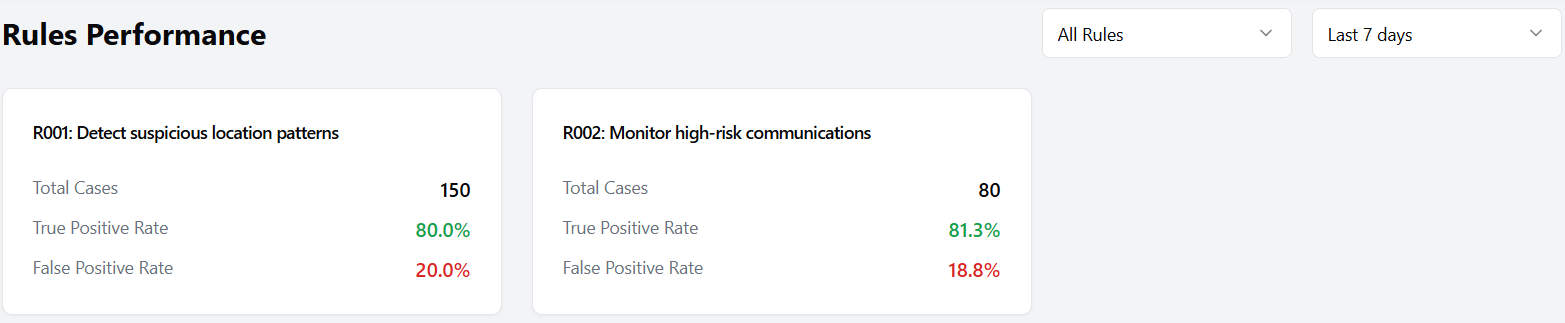 Rules Performance
All Rules
Last 7 days
R001: Detect suspicious location patterns
Total Cases 150
True Positive Rate 80.0%
False Positive Rate 20.0%
R002: Monitor high-risk communications
Total Cases 80
True Positive Rate 81.3%
False Positive Rate 18.8%